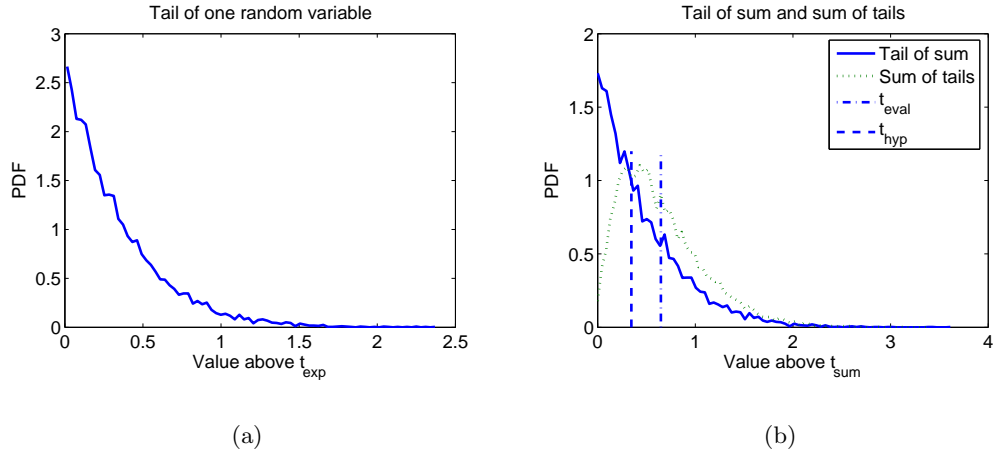 Tail of one random variable
3
2.5
2
1.5
1
0.5
0
0
0.5
1
1.5
2
2.5
PDF
Value above t_exp
(a)
Tail of sum and sum of tails
2
1.5
1
0.5
0
0
1
2
3
4
PDF
Value above t_sum
Tail of sum
Sum of tails
t_eval
t_hyp
(b)